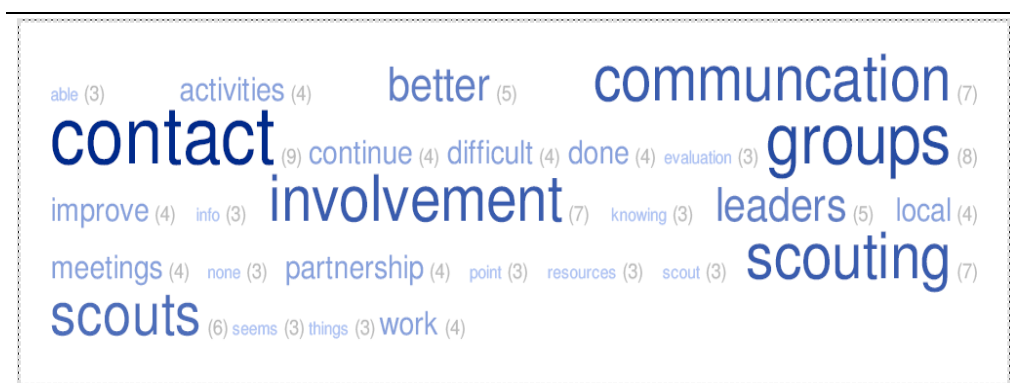 able (3) activities (4) better (5) communcation (7)
contact (9) continue (4) difficult (4) done (4) evaluation (3) groups (8)
improve (4) info (3) involvement (7) knowing (3) leaders (5) local (4)
meetings (4) none (3) partnership (4) point (3) resources (3) scout (3) scouting (7)
scouts (6) seems (3) things (3) work (4)